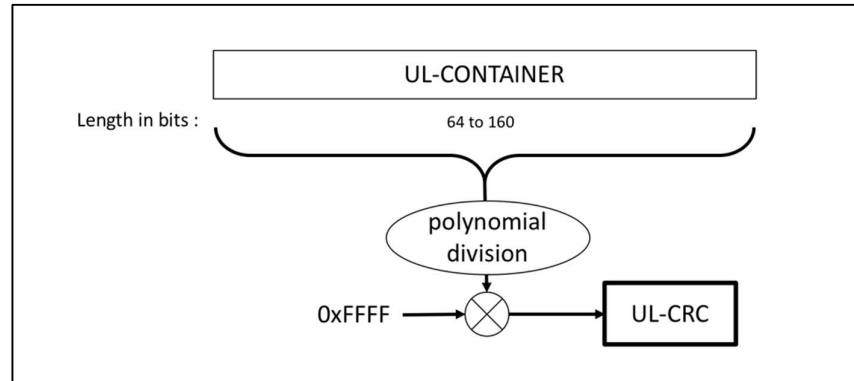 UL-CONTAINER
Length in bits : 64 to 160
polynomial
division
0xFFFF UL-CRC